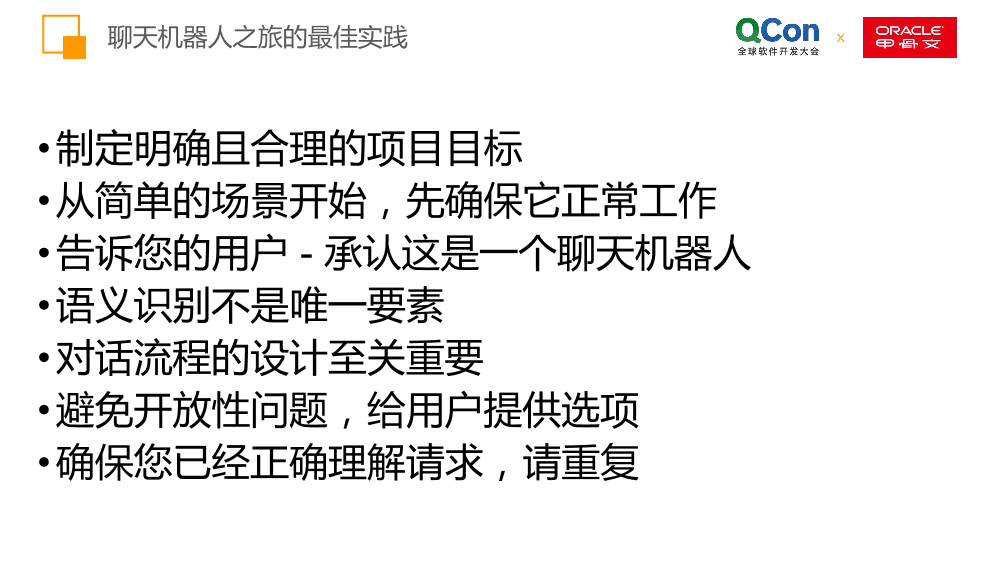 聊天机器人之旅的最佳实践
QCon
全球软件开发大会
x
ORACLE
甲骨文
•制定明确且合理的项目目标
•从简单的场景开始，先确保它正常工作
•告诉您的用户 - 承认这是一个聊天机器人
•语义识别不是唯一要素
•对话流程的设计至关重要
•避免开放性问题，给用户提供选项
•确保您已经正确理解请求，请重复